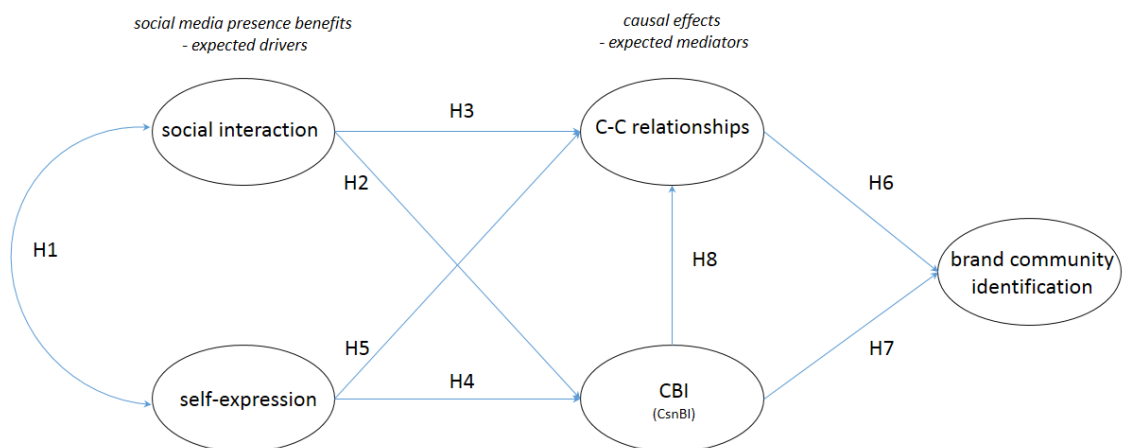 social media presence benefits
- expected drivers
causal effects
- expected mediators
social interaction
H3
C-C relationships
H2
H6
H1
H8
brand community
identification
H5
H4
H7
self-expression
CBI
(CsnBI)